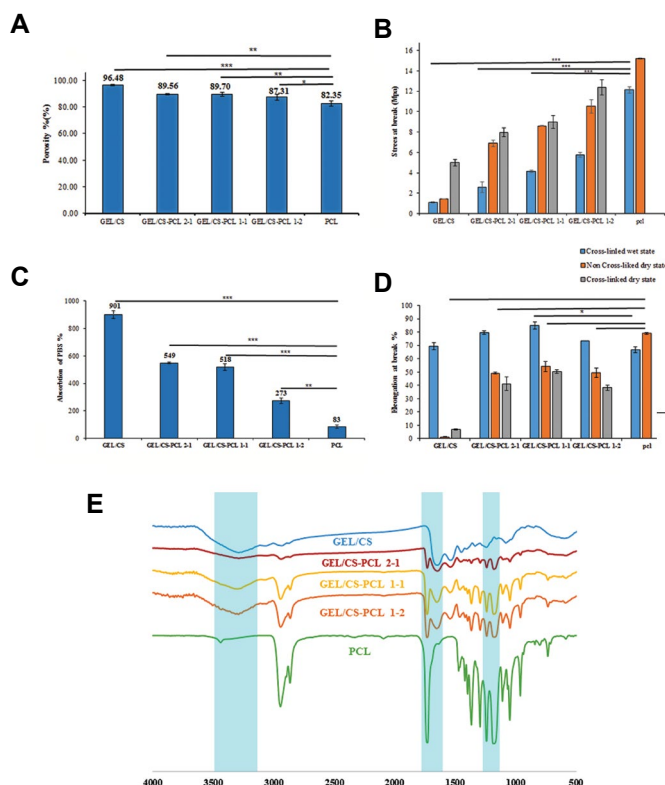 A
**
***
**
*
96.48
89.56
89.70
87.31
82.35
Porosity %(%)
100.00
80.00
60.00
40.00
20.00
0.00
GEL/CS
GEL/CS-PCL 2-1
GEL/CS-PCL 1-1
GEL/CS-PCL 1-2
PCL
B
***
***
***
Strees at break (Mpa)
16
14
12
10
8
6
4
2
0
GEL/CS
GEL/CS-PCL 2-1
GEL/CS-PCL 1-1
GEL/CS-PCL 1-2
pcl
Cross-linled wet state
Non Cross-liked dry state
Cross-linked dry state
C
***
***
***
**
901
549
518
273
83
Absorption of PBS%
1000
800
600
400
200
0
GEL/CS
GEL/CS-PCL 2-1
GEL/CS-PCL 1-1
GEL/CS-PCL 1-2
PCL
D
*
Eleongation at break %
100
90
80
70
60
50
40
30
20
10
0
GEL/CS
GEL/CS-PCL 2-1
GEL/CS-PCL 1-1
GEL/CS-PCL 1-2
pcl
E
GEL/CS
GEL/CS-PCL 2-1
GEL/CS-PCL 1-1
GEL/CS-PCL 1-2
PCL
4000
3500
3000
2500
2000
1500
1000
500